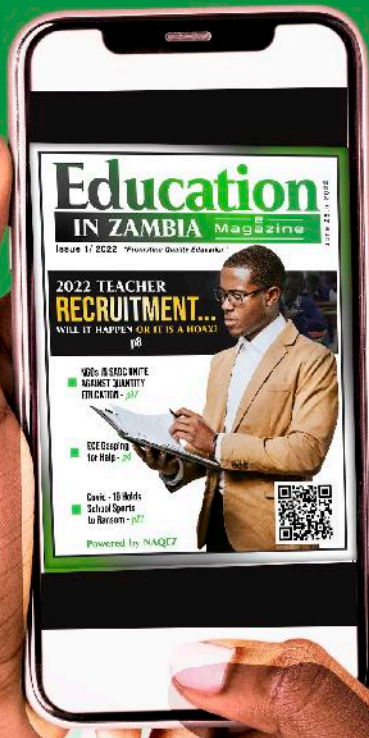 Education
IN ZAMBIA E Magazine
June 25th 2022
Issue 1/ 2022 "Promoting Quality Education"
2022 TEACHER
RECRUITMENT...
WILL IT HAPPEN OR IT IS A HOAX?
p8
NGOs IN SADC UNITE
AGAINST QUANTITY
EDUCATION - p17
ECE Gasping
for Help -
Covid - 19 Holds
School Sports
to Ransom -
Powered by NAQEZ